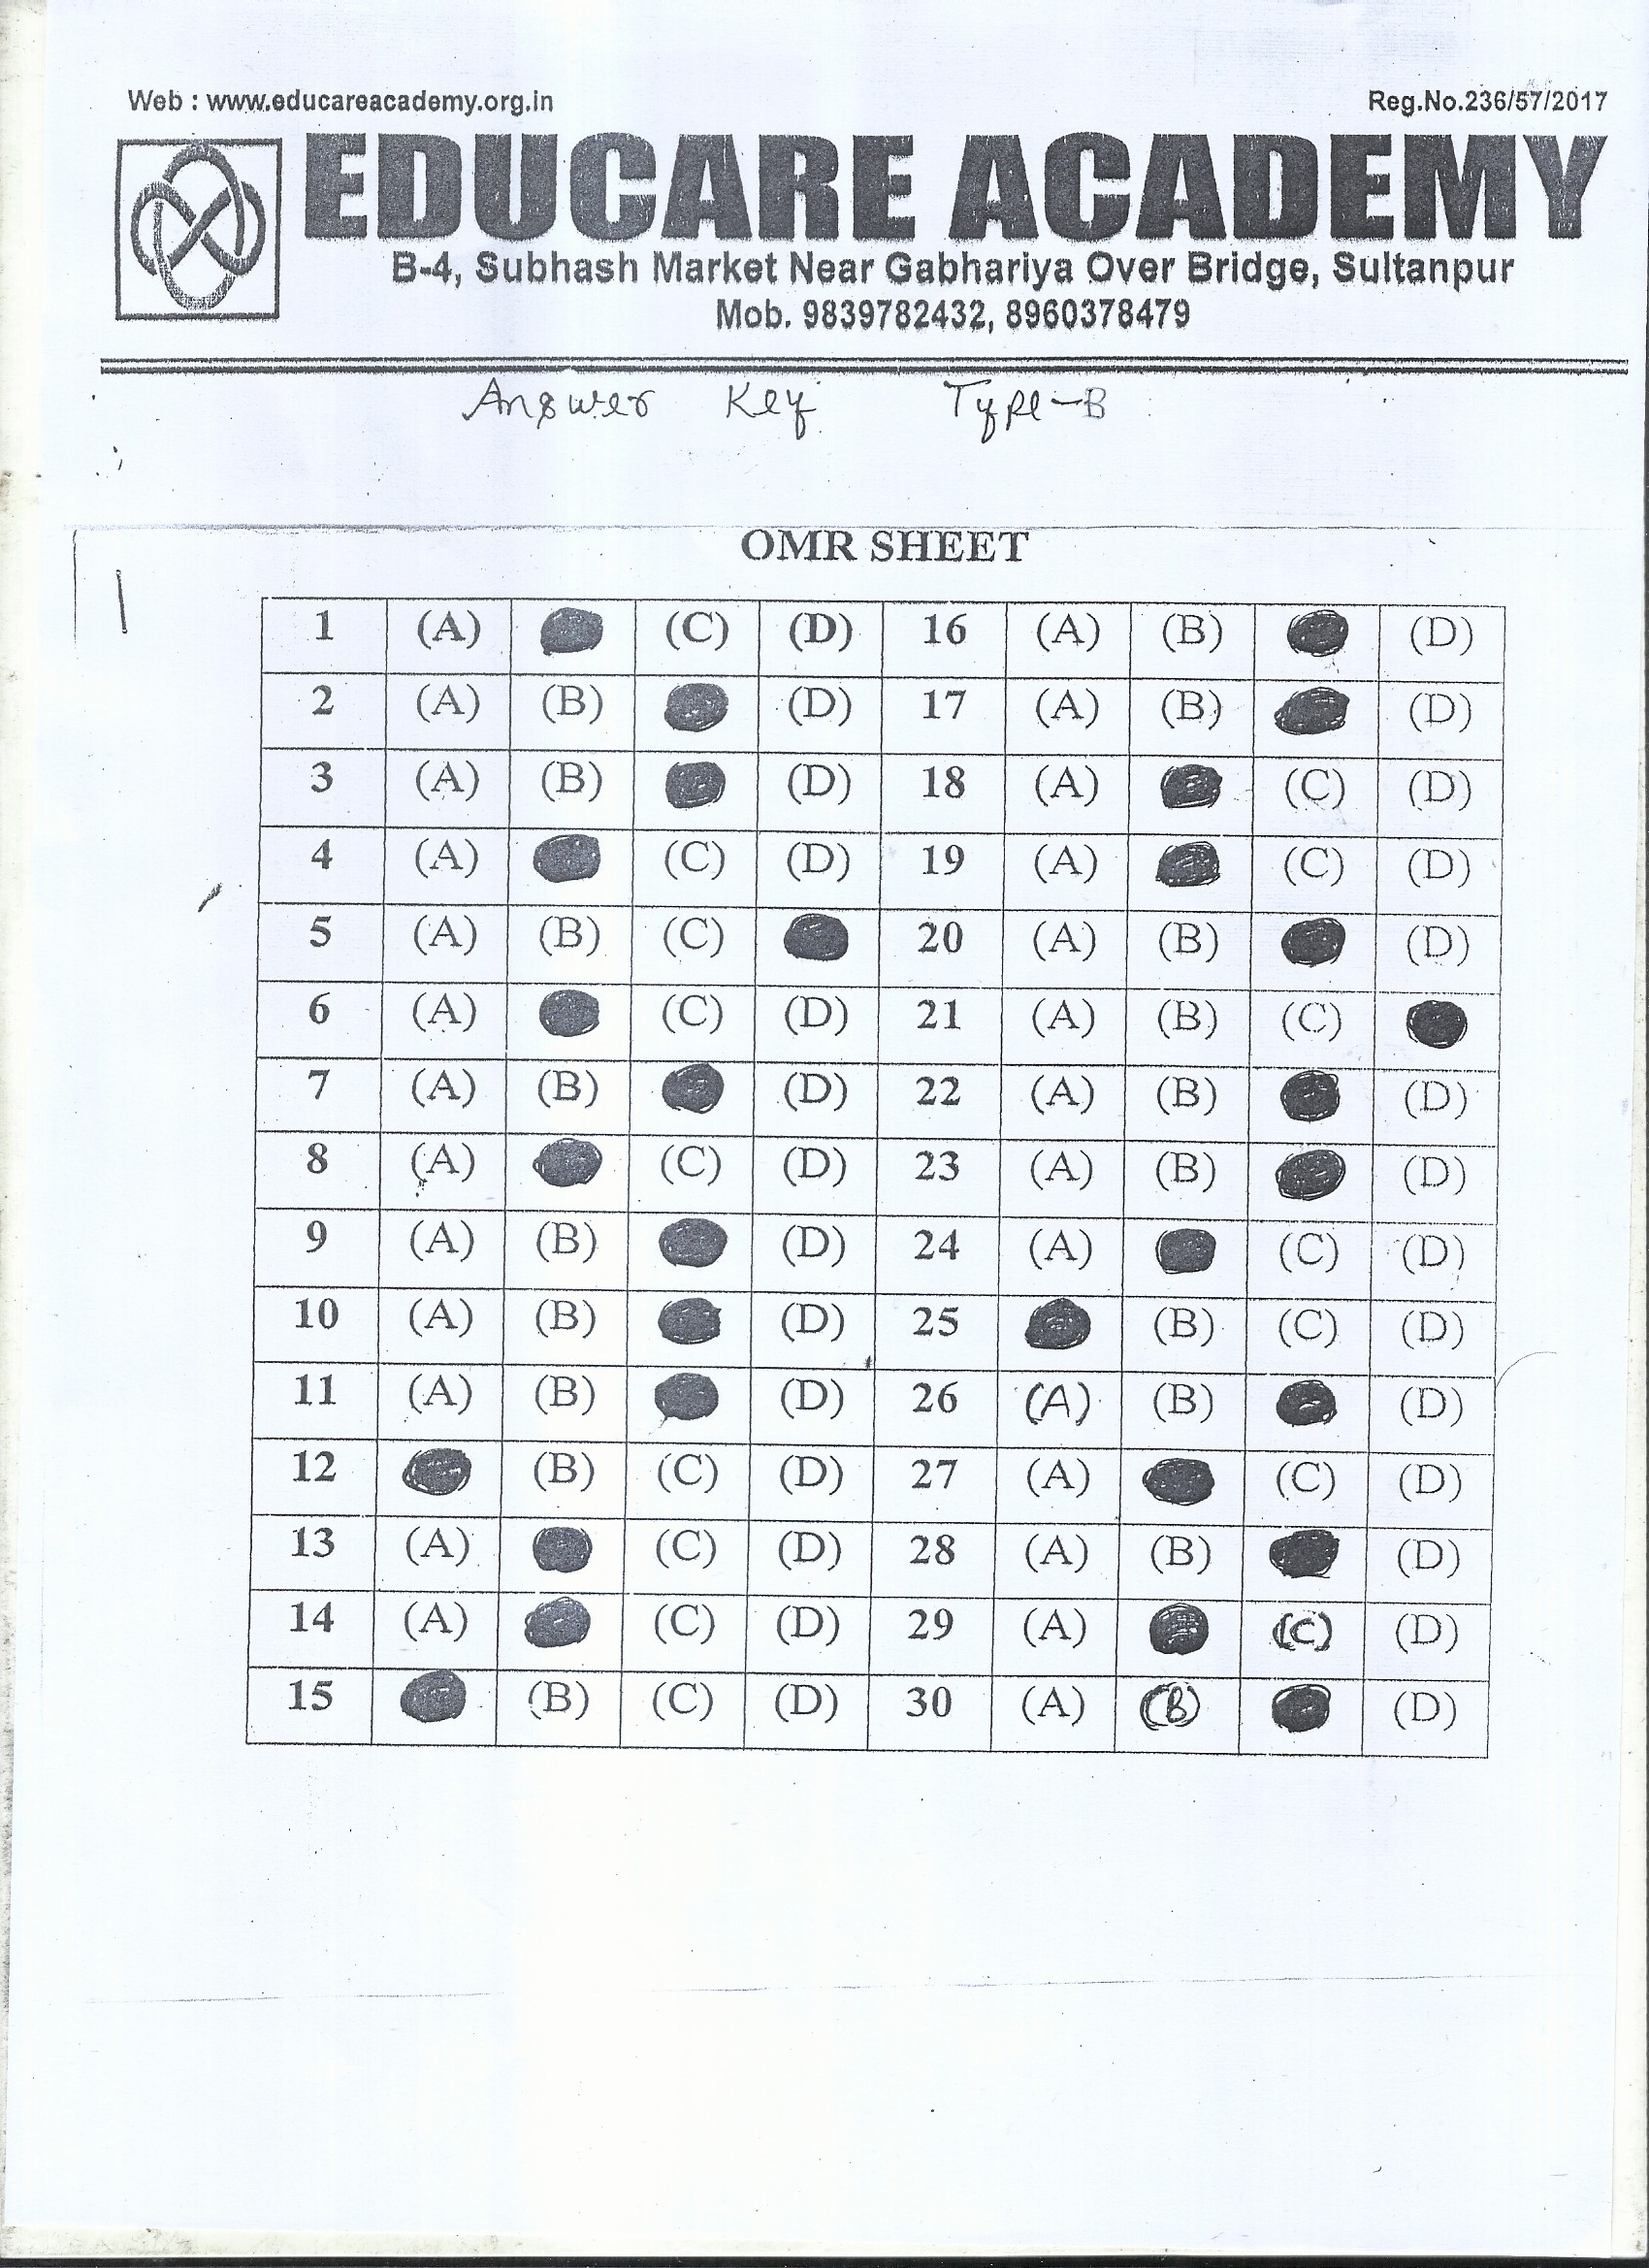 Web : www.educareacademy.org.in Reg.No.236/57/2017
EDUCARE ACADEMY
B-4, Subhash Market Near Gabhariya Over Bridge, Sultanpur
Mob. 9839782432, 8960378479
Answer Key Type-B
OMR SHEET
1 (A) (C) (D) 16 (A) (B) (D)
2 (A) (B) (D) 17 (A) (B) (D)
3 (A) (B) (D) 18 (A) (C) (D)
4 (A) (C) (D) 19 (A) (C) (D)
5 (A) (B) (C) 20 (A) (B) (D)
6 (A) (C) (D) 21 (A) (B) (C)
7 (A) (B) (D) 22 (A) (B) (D)
8 (A) (C) (D) 23 (A) (B) (D)
9 (A) (B) (D) 24 (A) (C) (D)
10 (A) (B) (D) 25 (B) (C) (D)
11 (A) (B) (D) 26 (A) (B) (D)
12 (B) (C) (D) 27 (A) (C) (D)
13 (A) (C) (D) 28 (A) (B) (D)
14 (A) (C) (D) 29 (A) (C) (D)
15 (B) (C) (D) 30 (A) (B) (D)